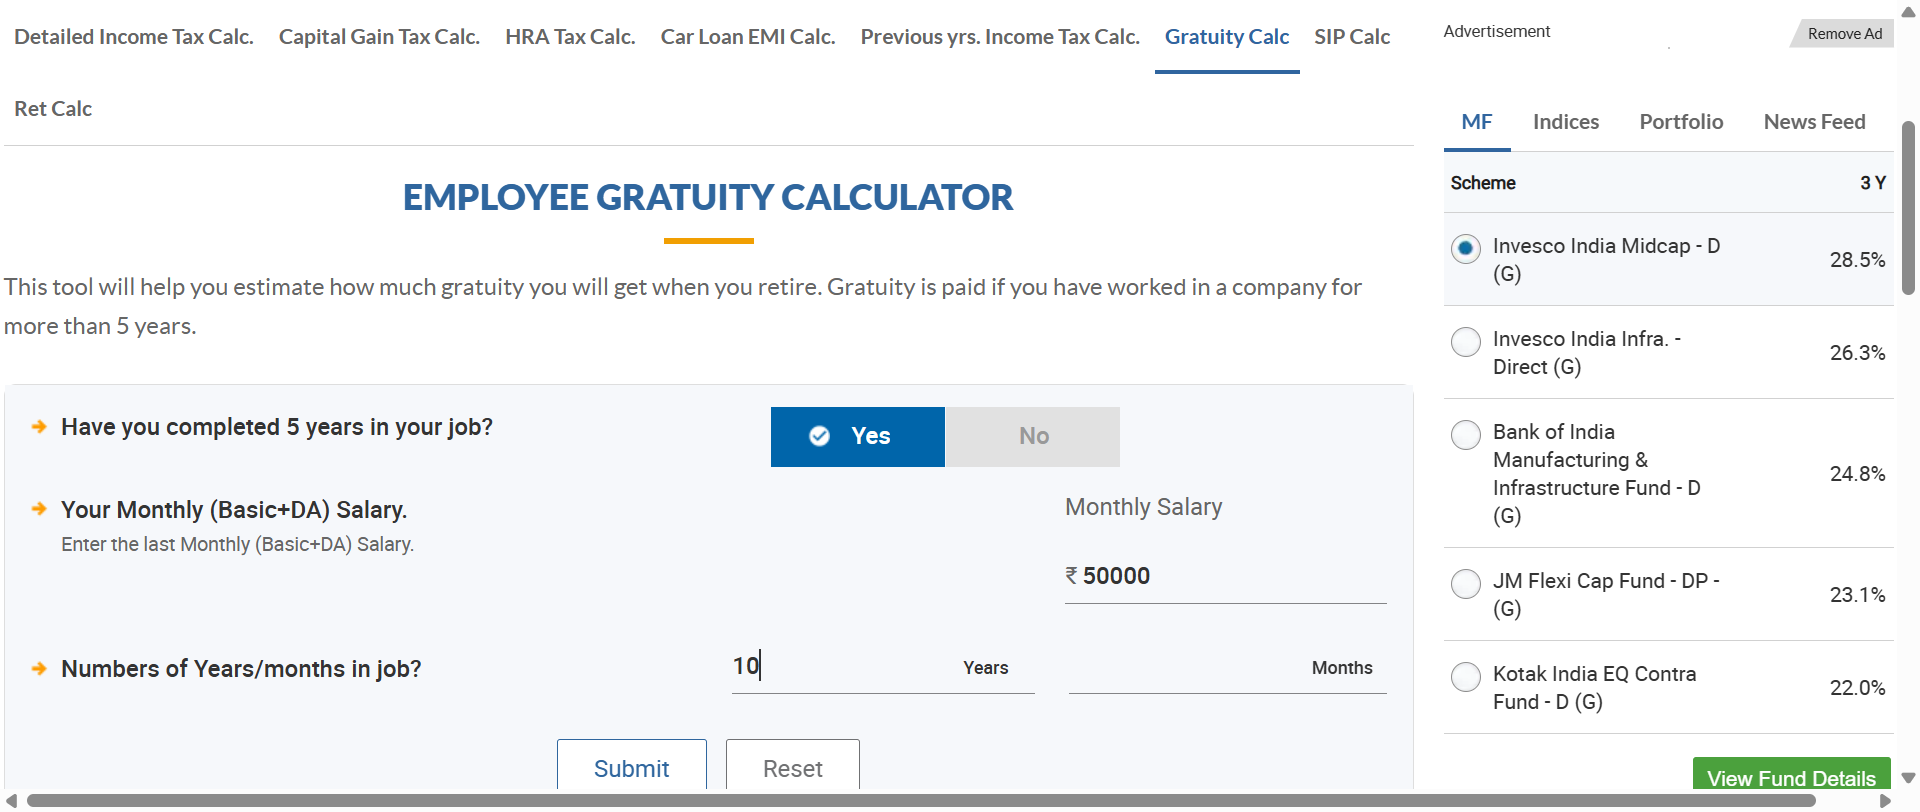 Detailed Income Tax Calc.
Capital Gain Tax Calc.
HRA Tax Calc.
Car Loan EMI Calc.
Previous yrs. Income Tax Calc.
Gratuity Calc
SIP Calc
Ret Calc
EMPLOYEE GRATUITY CALCULATOR
This tool will help you estimate how much gratuity you will get when you retire. Gratuity is paid if you have worked in a company for
more than 5 years.
Have you completed 5 years in your job?
Yes
No
Your Monthly (Basic+DA) Salary.
Enter the last Monthly (Basic+DA) Salary.
Monthly Salary
₹ 50000
Numbers of Years/months in job?
10
Years
Months
Submit
Reset
Advertisement
Remove Ad
MF
Indices
Portfolio
News Feed
Scheme
3 Y
Invesco India Midcap - D
(G)
28.5%
Invesco India Infra. -
Direct (G)
26.3%
Bank of India
Manufacturing &
Infrastructure Fund - D
(G)
24.8%
JM Flexi Cap Fund - DP -
(G)
23.1%
Kotak India EQ Contra
Fund - D (G)
22.0%
View Fund Details